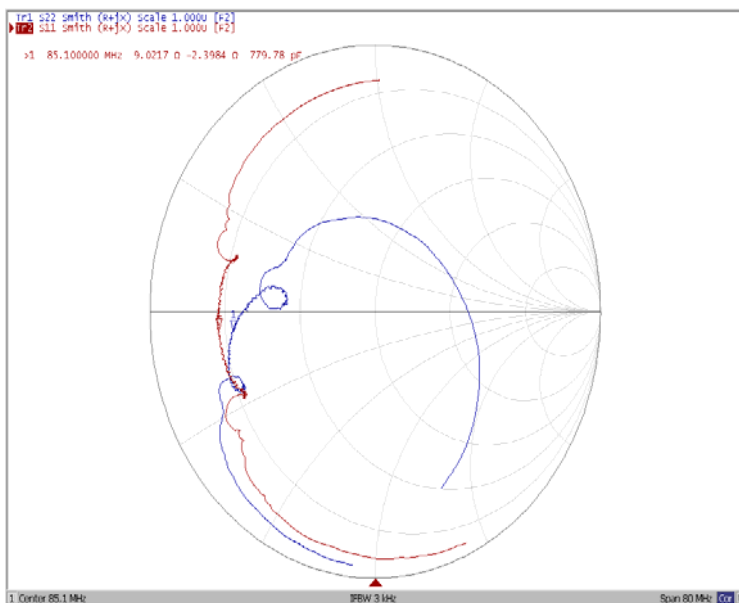 Tr1 S22 Smith (R+jX) Scale 1.000U [F2]
Tr2 S11 Smith (R+jX) Scale 1.000U [F2]
>1 85.100000 MHz 9.0217 Ω -2.3984 Ω 779.78 pF
1
1 Center 85.1 MHz IFBW 3 kHz Span 80 MHz Cor